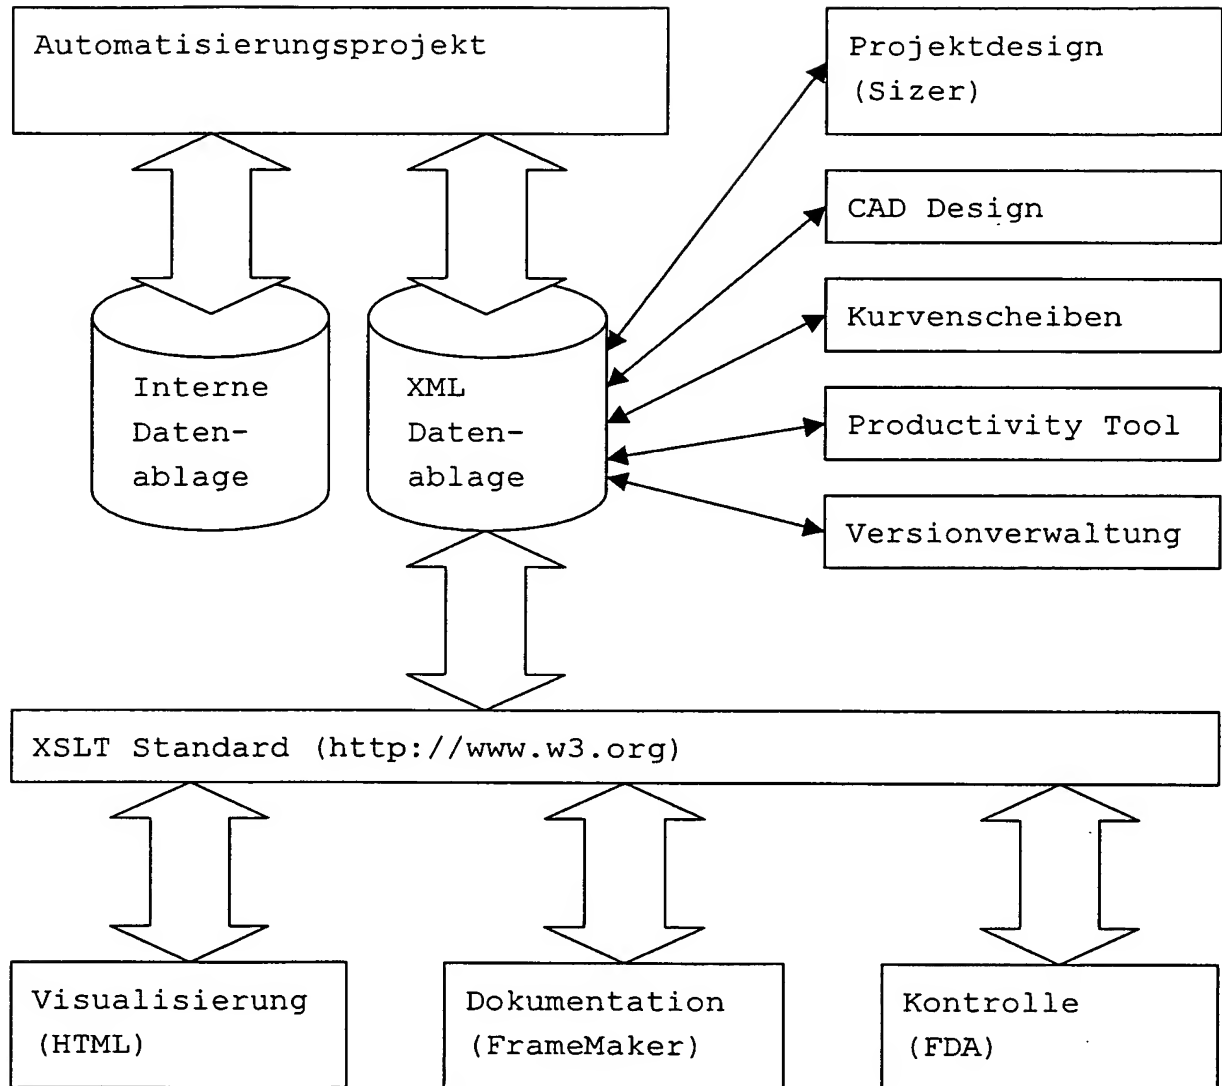 Automatisierungsprojekt
Projektdesign
(Sizer)
CAD Design
Kurvenscheiben
Productivity Tool
Versionverwaltung
Interne
Daten-
ablage
XML
Daten-
ablage
XSLT Standard (http://www.w3.org)
Visualisierung
(HTML)
Dokumentation
(FrameMaker)
Kontrolle
(FDA)